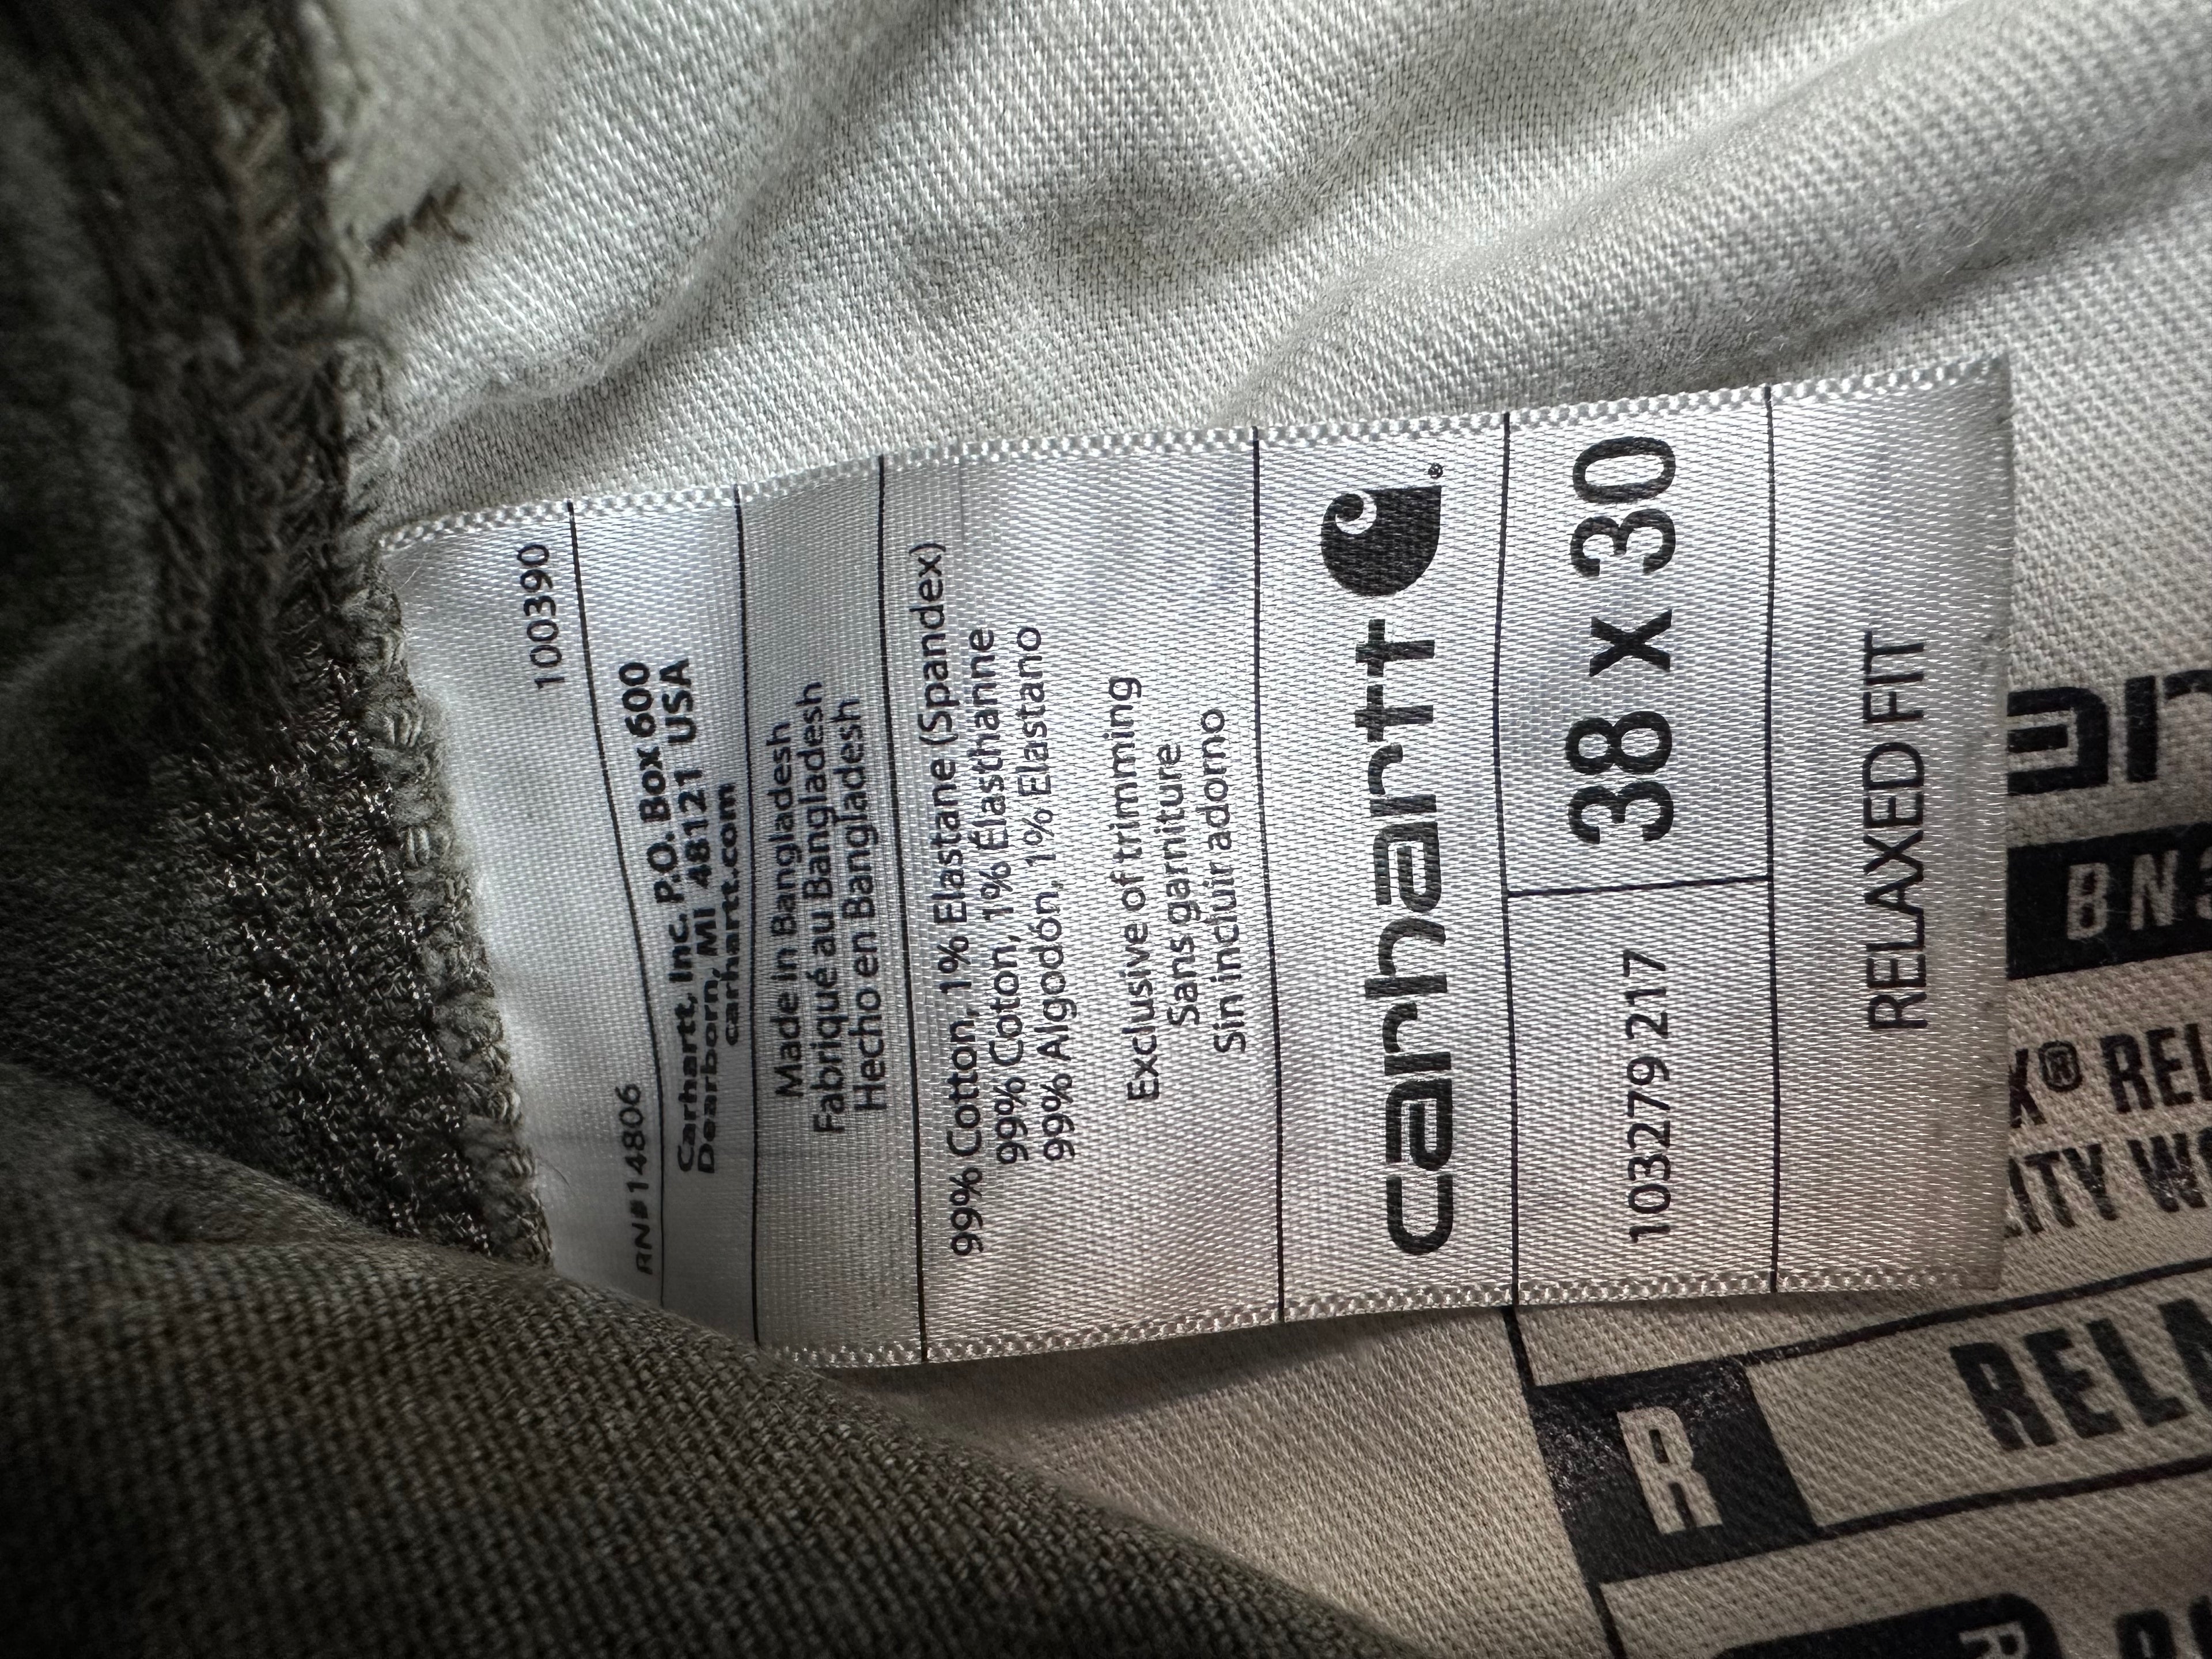 100390
RN#14806
Carhartt, Inc. P.O. Box 600
Dearborn, MI 48121 USA
carhartt.com
Made in Bangladesh
Fabriqué au Bangladesh
Hecho en Bangladesh
99% Cotton, 1% Elastane (Spandex)
99% Coton, 1% Élasthanne
99% Algodón, 1% Elastano
Exclusive of trimming
Sans garniture
Sin incluir adorno
carhartt ®
103279 217 38 x 30
RELAXED FIT
R